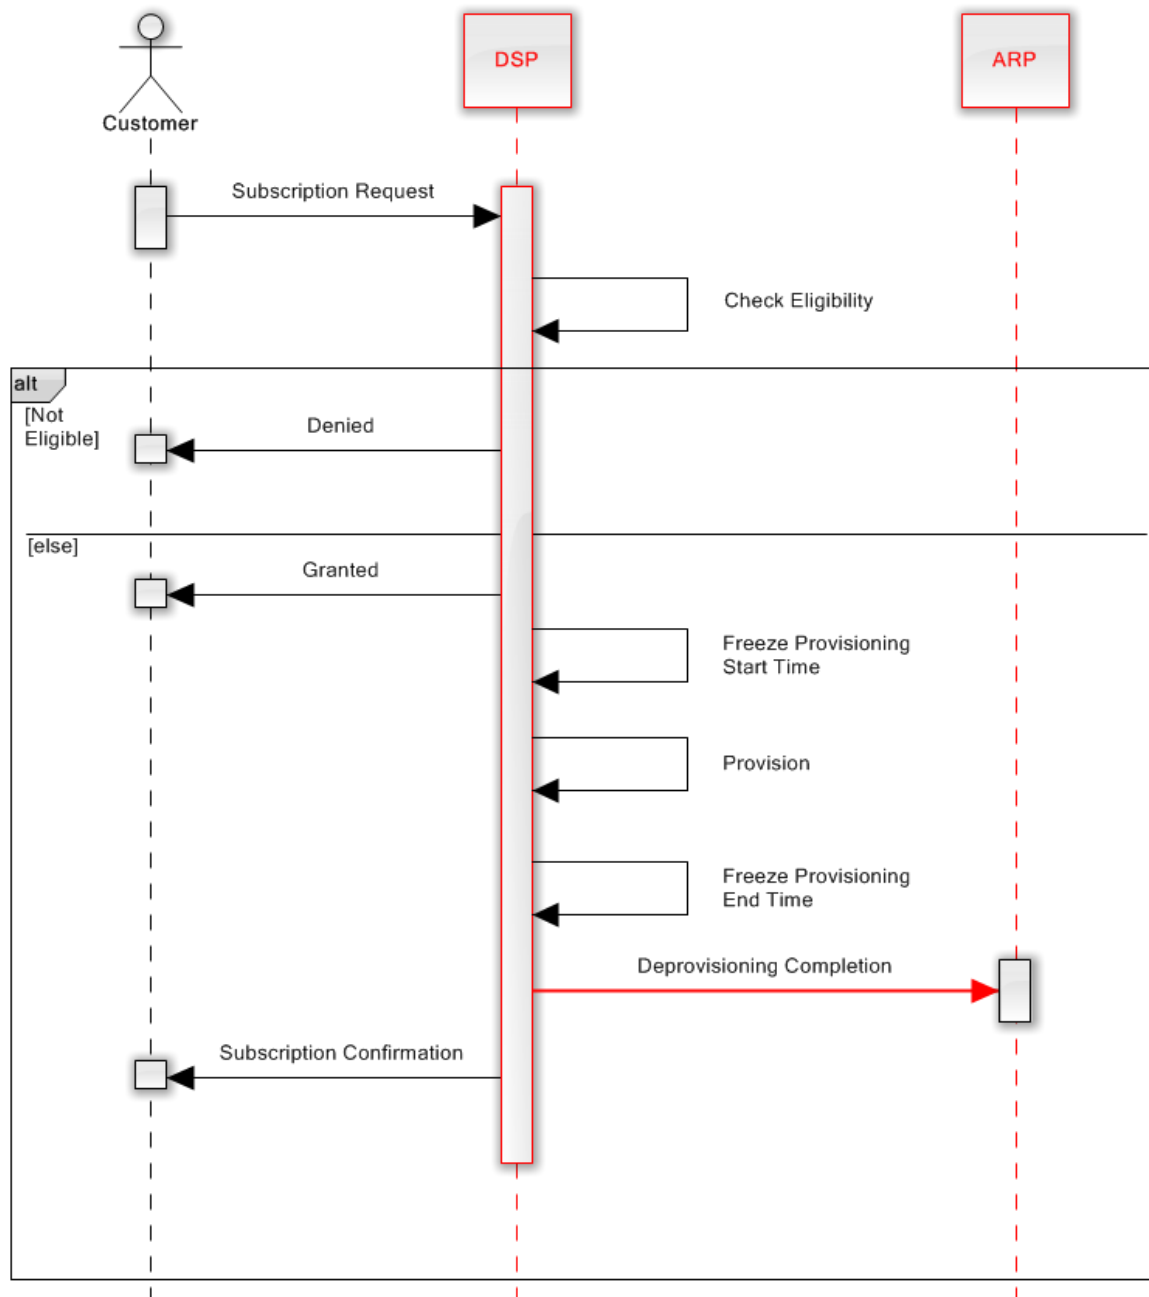 DSP
ARP
Customer
Subscription Request
Check Eligibility
alt
[Not
Eligible]
Denied
[else]
Granted
Freeze Provisioning
Start Time
Provision
Freeze Provisioning
End Time
Deprovisioning Completion
Subscription Confirmation